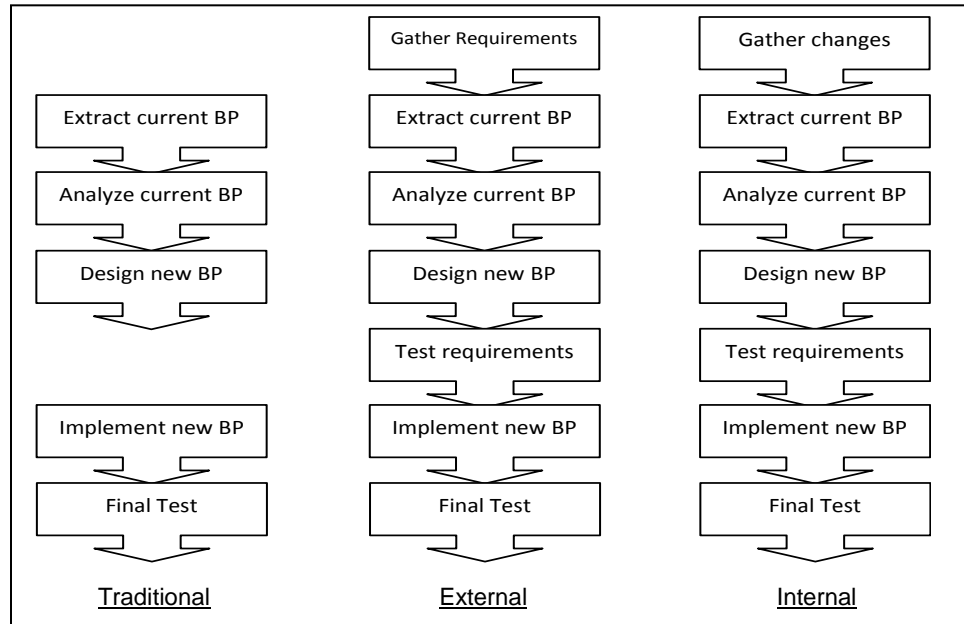 Gather Requirements
Gather changes
Extract current BP
Extract current BP
Extract current BP
Analyze current BP
Analyze current BP
Analyze current BP
Design new BP
Design new BP
Design new BP
Test requirements
Test requirements
Implement new BP
Implement new BP
Implement new BP
Final Test
Final Test
Final Test
Traditional
External
Internal